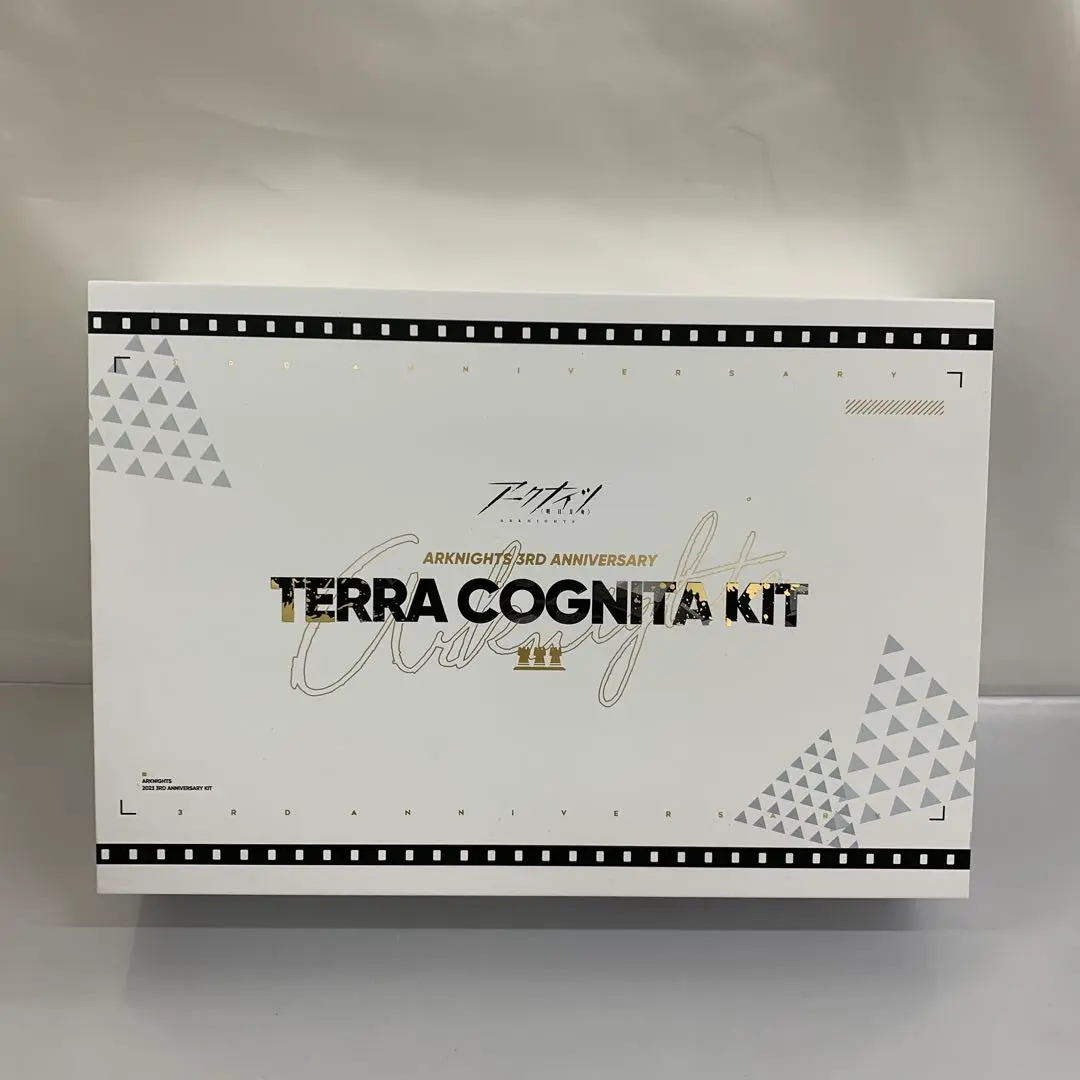 3RD ANNIVERSARY
アークナイツ
(明日方舟)
ARKNIGHTS
ARKNIGHTS 3RD ANNIVERSARY
TERRA COGNITA KIT
Arknights
ARKNIGHTS
2023 3RD ANNIVERSARY KIT
3RD ANNIVERSARY